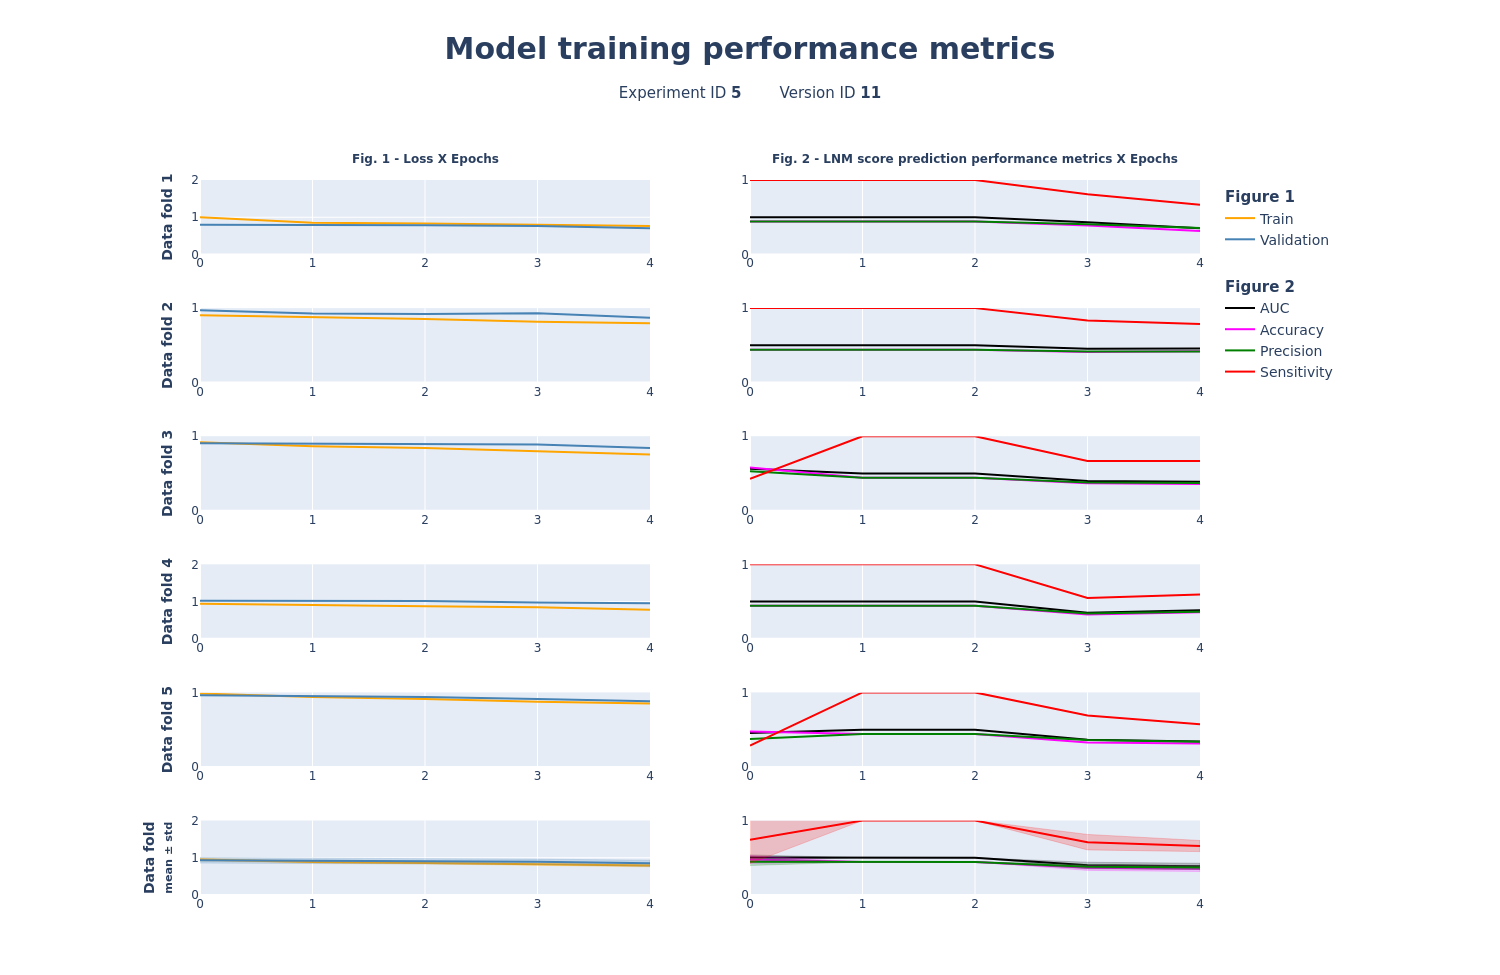 Model training performance metrics
Experiment ID 5 Version ID 11
Fig. 1 - Loss X Epochs
Fig. 2 - LNM score prediction performance metrics X Epochs
Data fold 1
2
1
0
0 1 2 3 4
1
0
0 1 2 3 4
Data fold 2
1
0
0 1 2 3 4
1
0
0 1 2 3 4
Data fold 3
1
0
0 1 2 3 4
1
0
0 1 2 3 4
Data fold 4
2
1
0
0 1 2 3 4
1
0
0 1 2 3 4
Data fold 5
1
0
0 1 2 3 4
1
0
0 1 2 3 4
Data fold
mean ± std
2
1
0
0 1 2 3 4
1
0
0 1 2 3 4
Figure 1
Train
Validation
Figure 2
AUC
Accuracy
Precision
Sensitivity